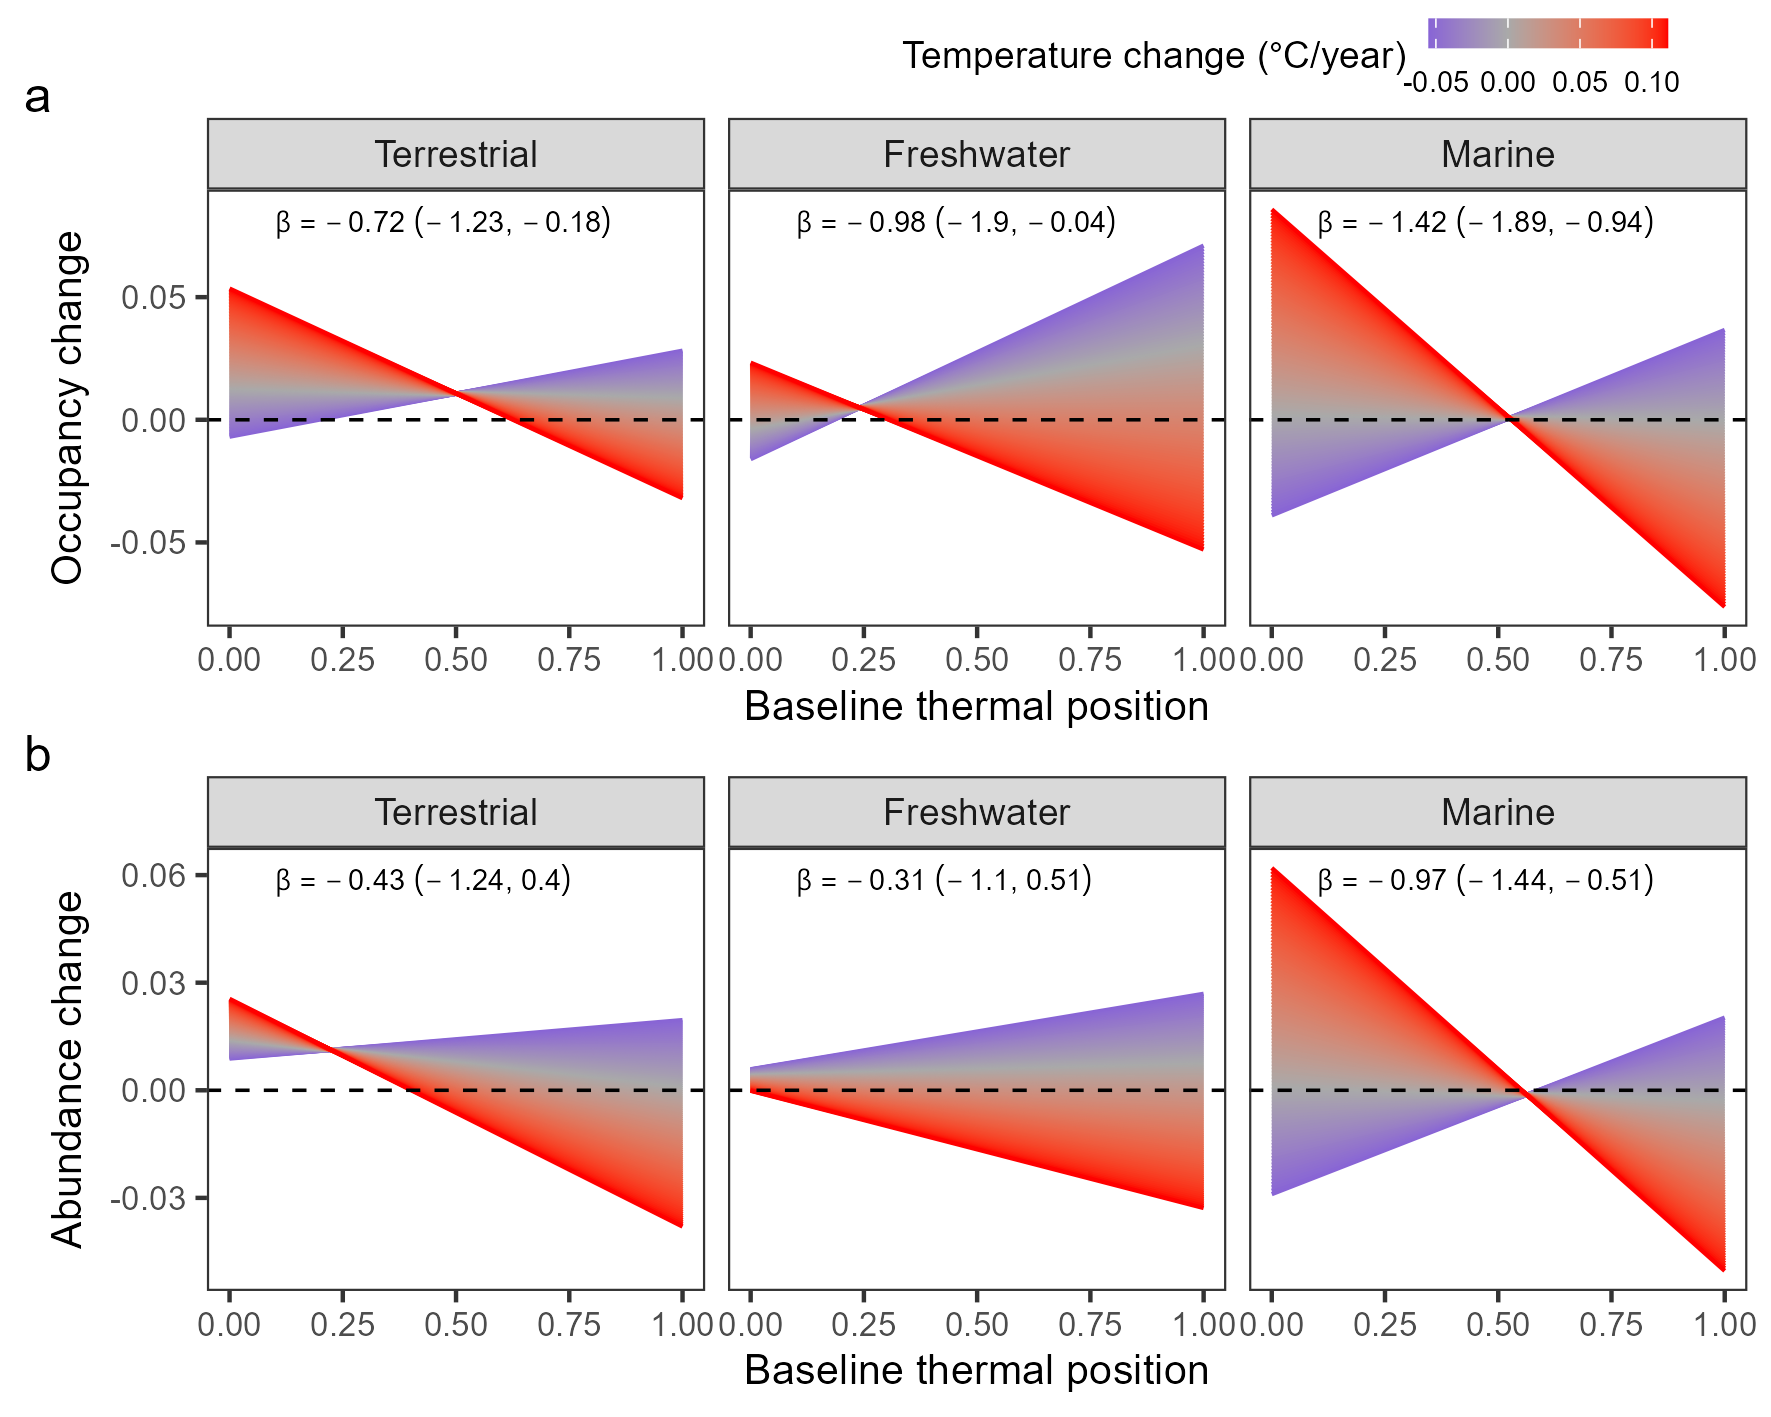 Temperature change (°C/year)
-0.05 0.00 0.05 0.10
a
Terrestrial Freshwater Marine
β = − 0.72 (− 1.23, − 0.18) β = − 0.98 (− 1.9, − 0.04) β = − 1.42 (− 1.89, − 0.94)
Occupancy change
0.05
0.00
-0.05
0.00 0.25 0.50 0.75 1.00 0.00 0.25 0.50 0.75 1.00 0.00 0.25 0.50 0.75 1.00
Baseline thermal position
b
Terrestrial Freshwater Marine
β = − 0.43 (− 1.24, 0.4) β = − 0.31 (− 1.1, 0.51) β = − 0.97 (− 1.44, − 0.51)
Abundance change
0.06
0.03
0.00
-0.03
0.00 0.25 0.50 0.75 1.00 0.00 0.25 0.50 0.75 1.00 0.00 0.25 0.50 0.75 1.00
Baseline thermal position